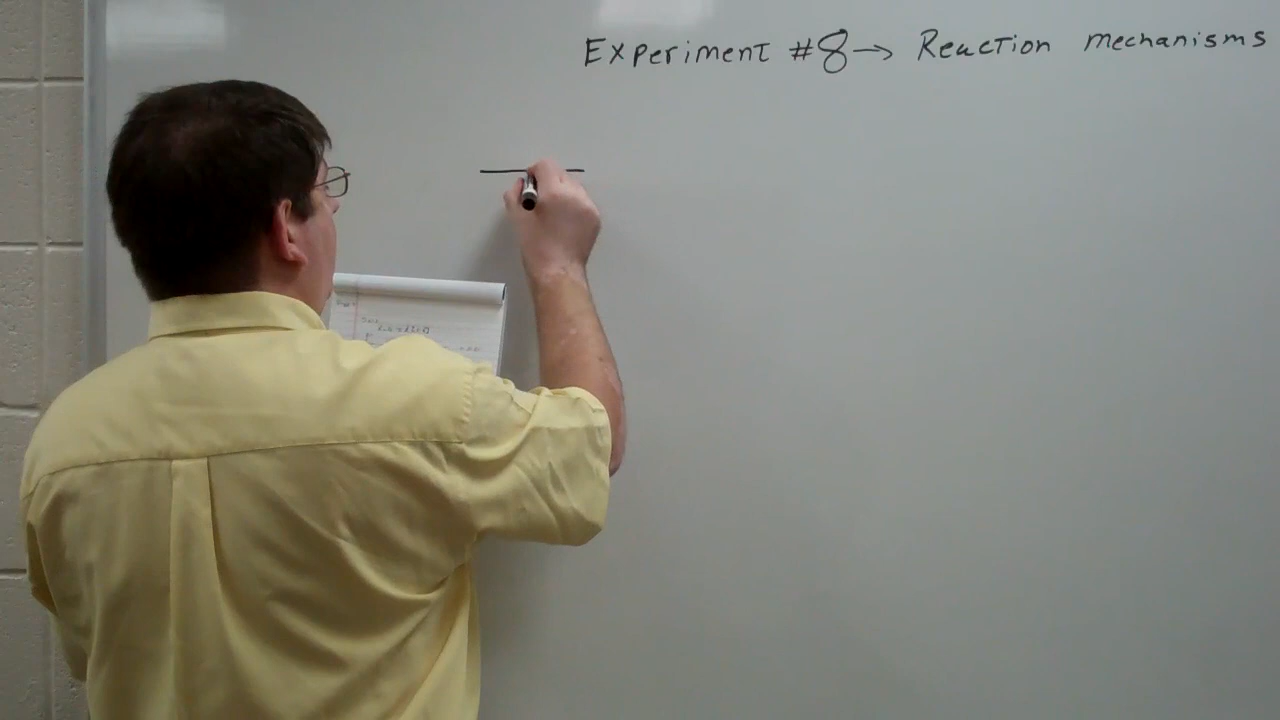 Experiment #8 → Reaction mechanisms